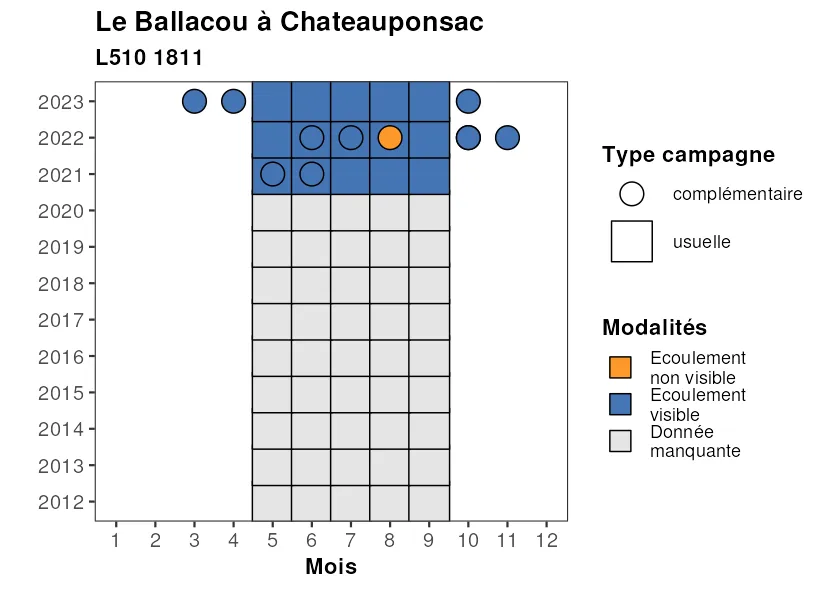 Le Ballacou à Chateauponsac
L510 1811
2023
2022
2021
2020
2019
2018
2017
2016
2015
2014
2013
2012
1 2 3 4 5 6 7 8 9 10 11 12
Mois
Type campagne
complémentaire
usuelle
Modalités
Ecoulement
non visible
Ecoulement
visible
Donnée
manquante